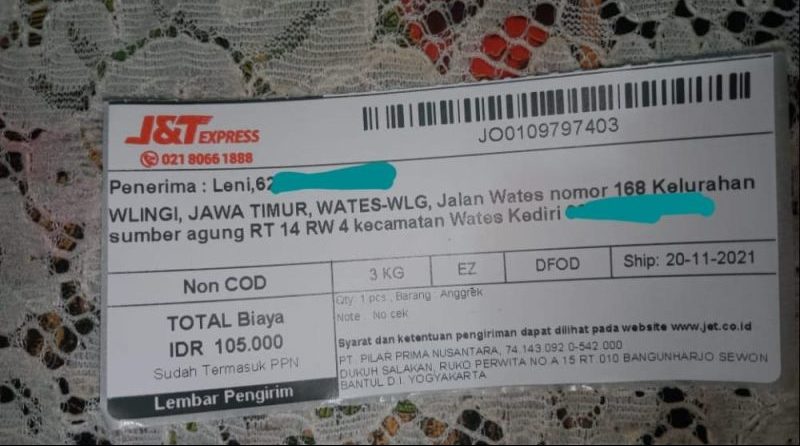 J&T EXPRESS
021 8066 1888
JO0109797403
Penerima : Leni,62
WLINGI, JAWA TIMUR, WATES-WLG, Jalan Wates nomor 168 Kelurahan
sumber agung RT 14 RW 4 kecamatan Wates Kediri
Non COD
3 KG
EZ
DFOD
Ship: 20-11-2021
TOTAL Biaya
IDR 105.000
Sudah Termasuk PPN
Lembar Pengirim
Qty: 1 pcs , Barang : Anggrek
Note : No cek
Syarat dan ketentuan pengiriman dapat dilihat pada website www.jet.co.id
PT. PILAR PRIMA NUSANTARA, 74.143.092.0-542.000
DUKUH SALAKAN, RUKO PERWITA NO A 15 RT 010 BANGUNHARJO SEWON
BANTUL D.I. YOGYAKARTA